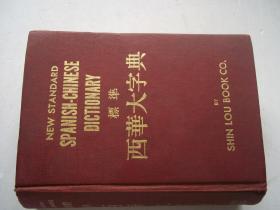 NEW STANDARD
SPANISH-CHINESE
DICTIONARY
標準
西華大字典
BY
SHIN LOU BOOK CO.